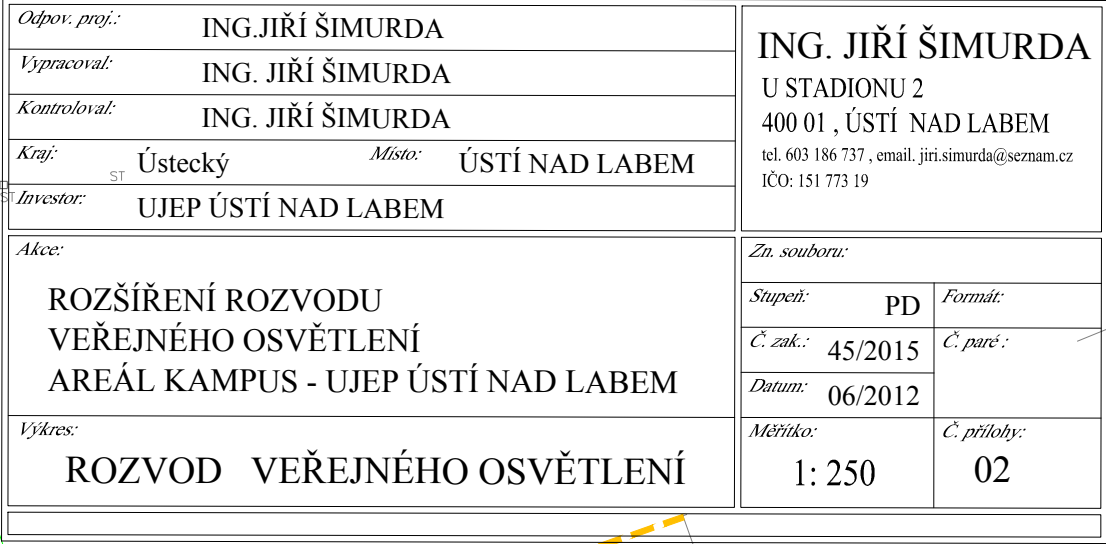 Odpov. proj.: ING.JIŘÍ ŠIMURDA
Vypracoval: ING. JIŘÍ ŠIMURDA
Kontroloval: ING. JIŘÍ ŠIMURDA
Kraj: Ústecký Místo: ÚSTÍ NAD LABEM
ST
ST
Investor: UJEP ÚSTÍ NAD LABEM
ING. JIŘÍ ŠIMURDA
U STADIONU 2
400 01 , ÚSTÍ NAD LABEM
tel. 603 186 737 , email. jiri.simurda@seznam.cz
IČO: 151 773 19
Akce:
ROZŠÍŘENÍ ROZVODU
VEŘEJNÉHO OSVĚTLENÍ
AREÁL KAMPUS - UJEP ÚSTÍ NAD LABEM
Výkres:
ROZVOD VEŘEJNÉHO OSVĚTLENÍ
Zn. souboru:
Stupeň: PD Formát:
Č. zak.: 45/2015 Č. paré :
Datum: 06/2012
Měřítko: Č. přílohy:
1: 250 02